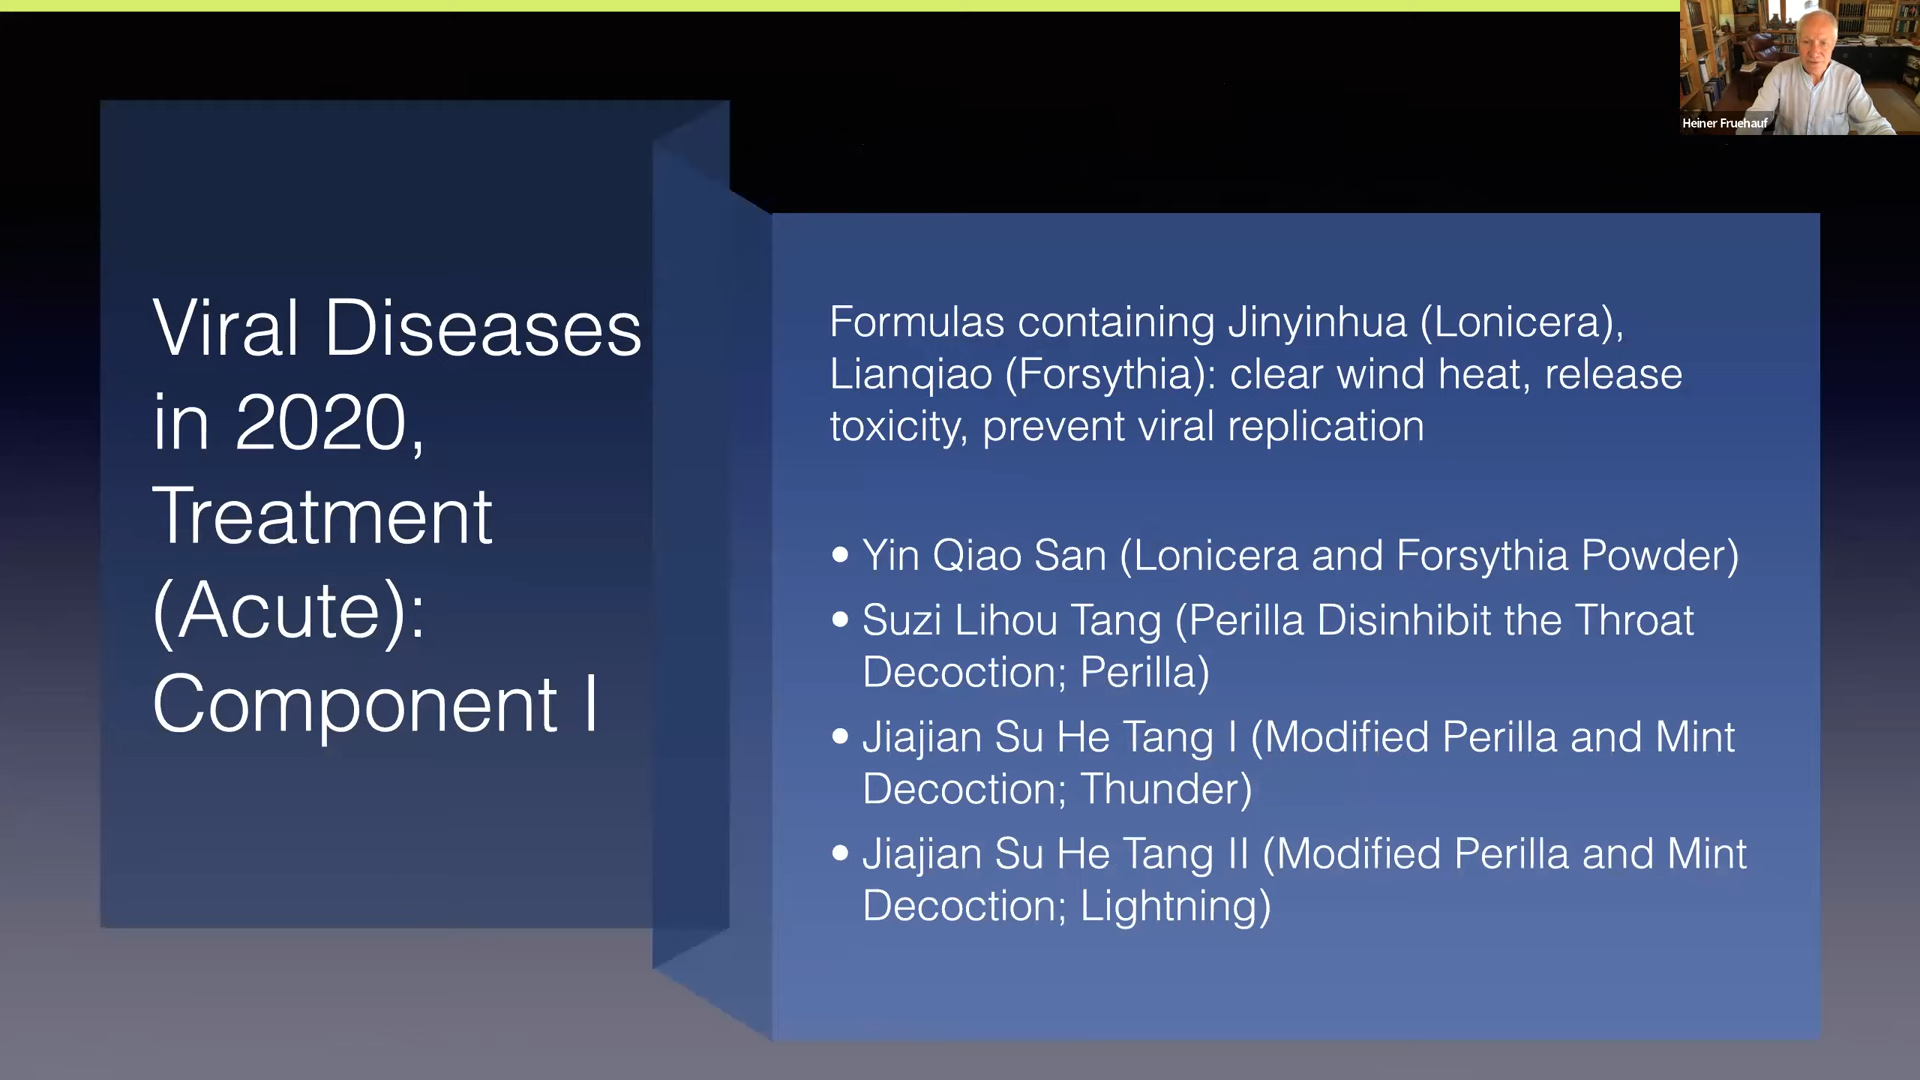 Heiner Fruehauf
Viral Diseases
in 2020,
Treatment
(Acute):
Component I
Formulas containing Jinyinhua (Lonicera),
Lianqiao (Forsythia): clear wind heat, release
toxicity, prevent viral replication
• Yin Qiao San (Lonicera and Forsythia Powder)
• Suzi Lihou Tang (Perilla Disinhibit the Throat
Decoction; Perilla)
• Jiajian Su He Tang I (Modified Perilla and Mint
Decoction; Thunder)
• Jiajian Su He Tang II (Modified Perilla and Mint
Decoction; Lightning)